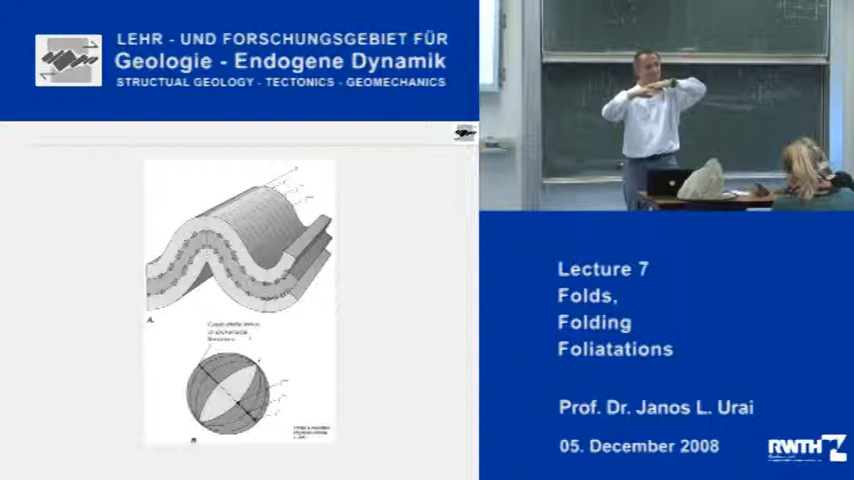 LEHR - UND FORSCHUNGSGEBIET FÜR
Geologie - Endogene Dynamik
STRUCTUAL GEOLOGY - TECTONICS - GEOMECHANICS
A.
B
Lecture 7
Folds,
Folding
Foliatations
Prof. Dr. Janos L. Urai
05. December 2008
RWTH